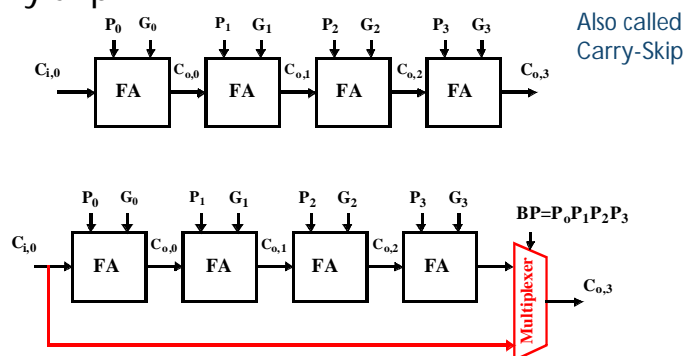 Also called
Carry-Skip
P0 G0 P1 G1 P2 G2 P3 G3
Ci,0 FA Co,0 FA Co,1 FA Co,2 FA Co,3
P0 G0 P1 G1 P2 G2 P3 G3 BP=PoP1P2P3
Ci,0 FA Co,0 FA Co,1 FA Co,2 FA Multiplexer Co,3